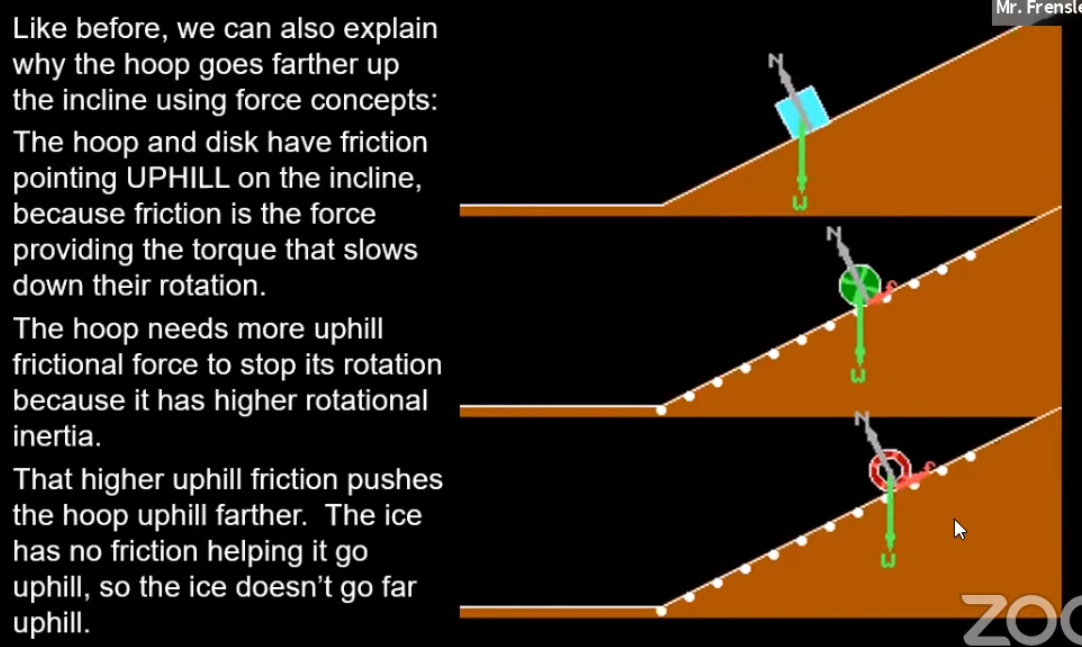 Mr. Frensle
Like before, we can also explain
why the hoop goes farther up
the incline using force concepts:
The hoop and disk have friction
pointing UPHILL on the incline,
because friction is the force
providing the torque that slows
down their rotation.
The hoop needs more uphill
frictional force to stop its rotation
because it has higher rotational
inertia.
That higher uphill friction pushes
the hoop uphill farther.  The ice
has no friction helping it go
uphill, so the ice doesn’t go far
uphill.
N
W
N
f
W
N
f
W
ZOO